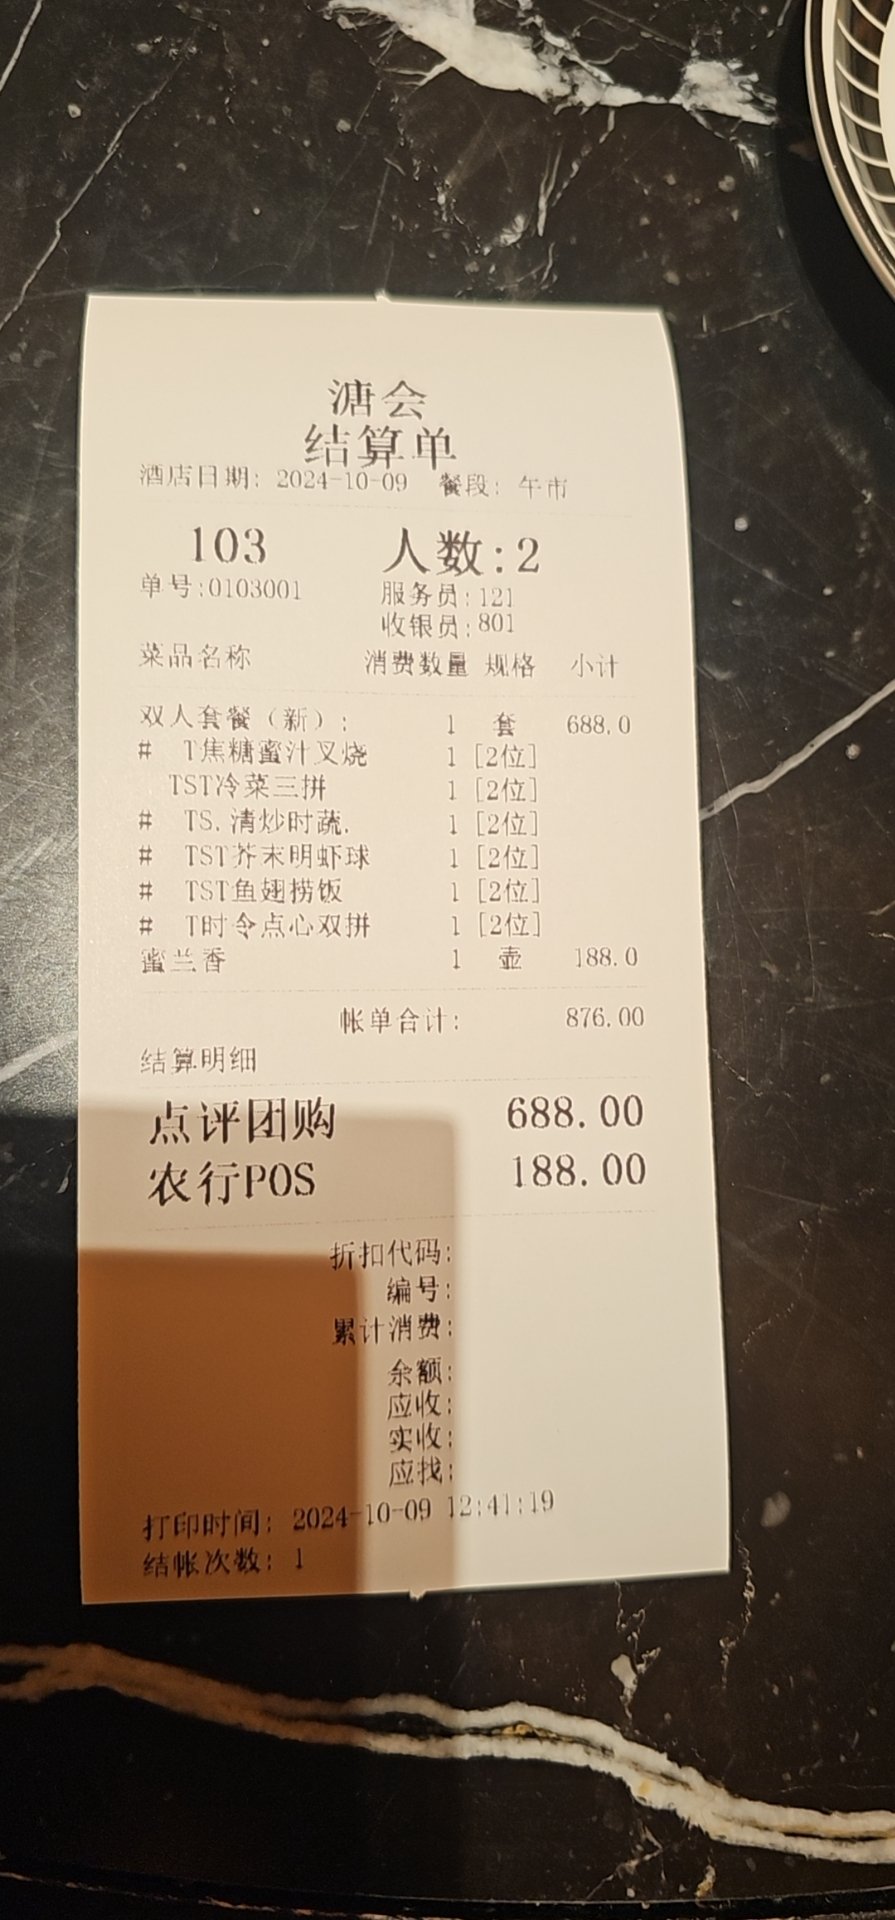 溏会
结算单
酒店日期: 2024-10-09 餐段: 午市
103 人数:2
单号:0103001 服务员:121
收银员:801
菜品名称 消费数量 规格 小计
双人套餐（新）: 1 套 688.0
# T焦糖蜜汁叉烧 1 [2位]
TST冷菜三拼 1 [2位]
# TS.清炒时蔬. 1 [2位]
# TST芥末明虾球 1 [2位]
# TST鱼翅捞饭 1 [2位]
# T时令点心双拼 1 [2位]
蜜兰香 1 壶 188.0
帐单合计: 876.00
结算明细
点评团购 688.00
农行POS 188.00
折扣代码:
编号:
累计消费:
余额:
应收:
实收:
应找:
打印时间: 2024-10-09 12:41:19
结帐次数: 1